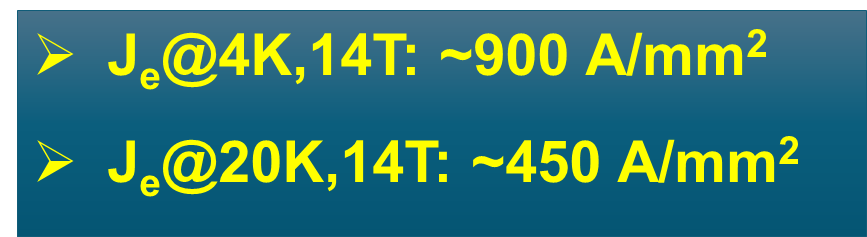 ➢ Jₑ@4K,14T: ~900 A/mm²
➢ Jₑ@20K,14T: ~450 A/mm²